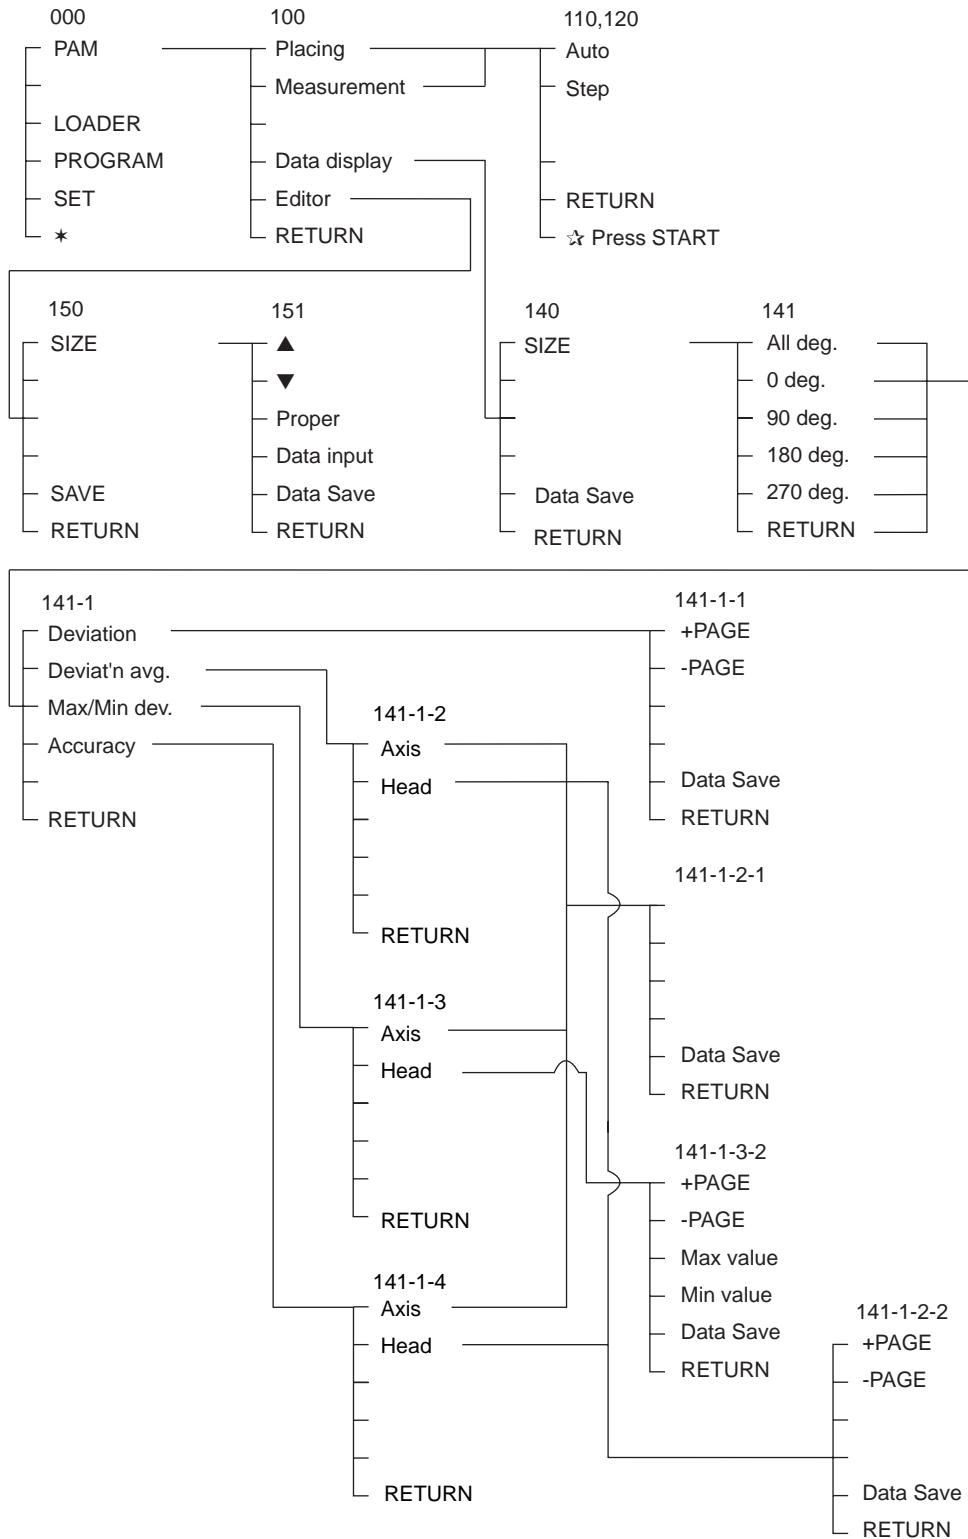 000
PAM
LOADER
PROGRAM
SET
✶
100
Placing
Measurement
Data display
Editor
RETURN
110,120
Auto
Step
RETURN
☆ Press START
150
SIZE
SAVE
RETURN
151
▲
▼
Proper
Data input
Data Save
RETURN
140
SIZE
Data Save
RETURN
141
All deg.
0 deg.
90 deg.
180 deg.
270 deg.
RETURN
141-1
Deviation
Deviat'n avg.
Max/Min dev.
Accuracy
RETURN
141-1-2
Axis
Head
RETURN
141-1-3
Axis
Head
RETURN
141-1-4
Axis
Head
RETURN
141-1-1
+PAGE
-PAGE
Data Save
RETURN
141-1-2-1
Data Save
RETURN
141-1-3-2
+PAGE
-PAGE
Max value
Min value
Data Save
RETURN
141-1-2-2
+PAGE
-PAGE
Data Save
RETURN